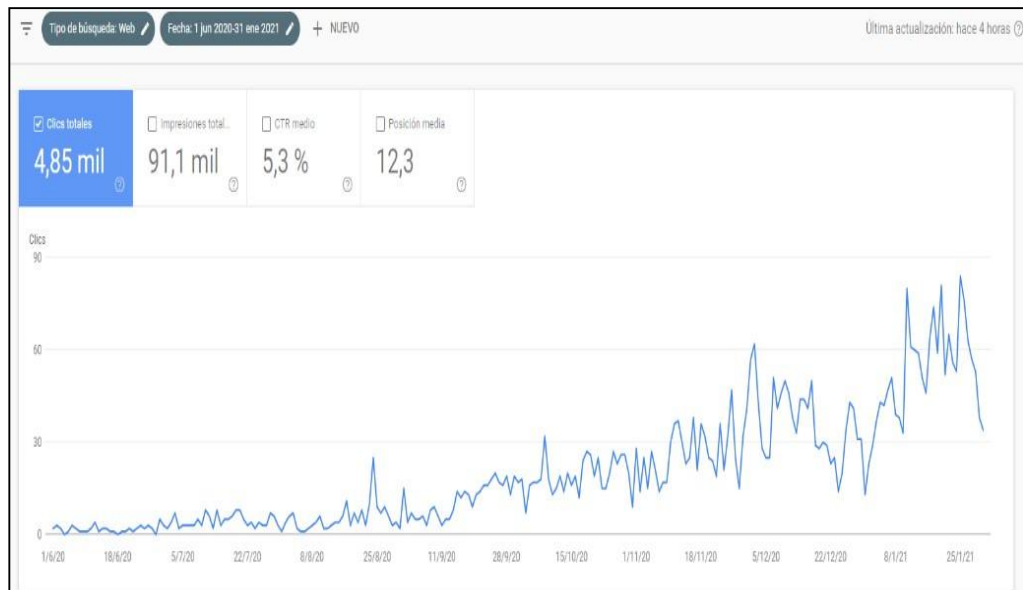 Tipo de búsqueda: Web Fecha: 1 jun 2020-31 ene 2021 + NUEVO Última actualización: hace 4 horas
Clics totales Impresiones total... CTR medio Posición media
4,85 mil 91,1 mil 5,3 % 12,3
Clics
90
60
30
0
1/6/20 18/6/20 5/7/20 22/7/20 8/8/20 25/8/20 11/9/20 28/9/20 15/10/20 1/11/20 18/11/20 5/12/20 22/12/20 8/1/21 25/1/21